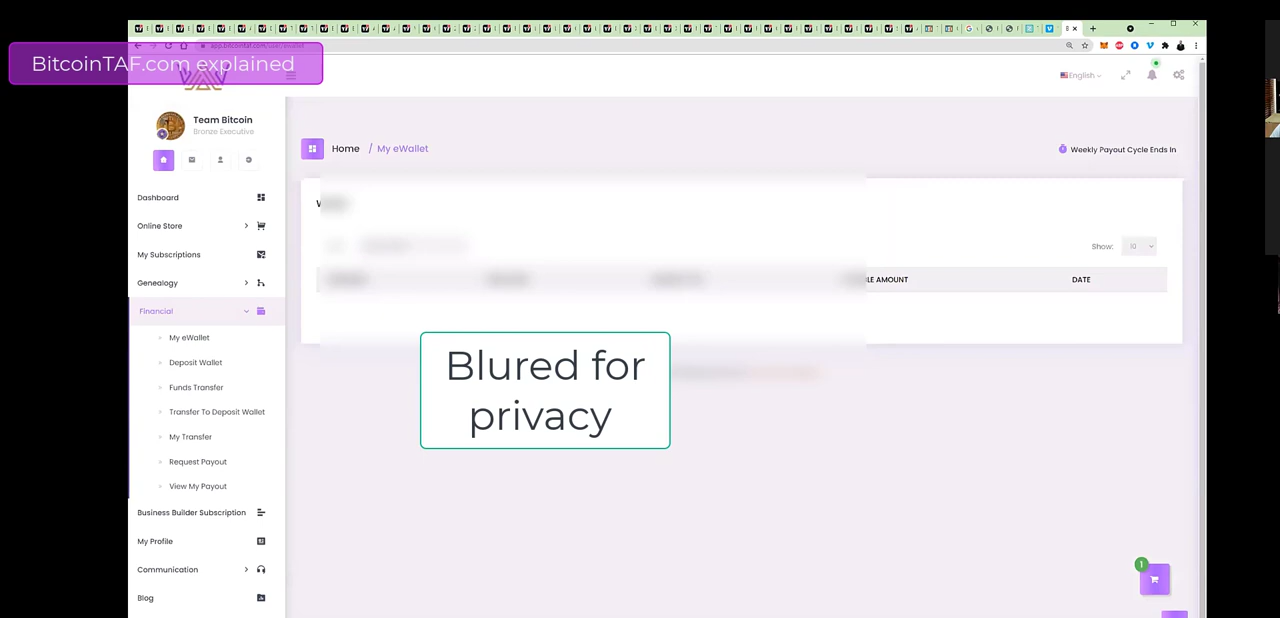 BitcoinTAF.com explained
English
Team Bitcoin
Bronze Executive
Home / My eWallet
Weekly Payout Cycle Ends In
Dashboard
Online Store
My Subscriptions
Genealogy
Financial
My eWallet
Deposit Wallet
Funds Transfer
Transfer To Deposit Wallet
My Transfer
Request Payout
View My Payout
Business Builder Subscription
My Profile
Communication
Blog
Show: 10
AMOUNT
DATE
Blured for
privacy
1